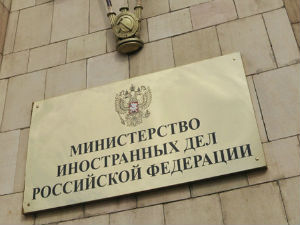 МИНИСТЕРСТВО
ИНОСТРАННЫХ ДЕЛ
РОССИЙСКОЙ ФЕДЕРАЦИИ